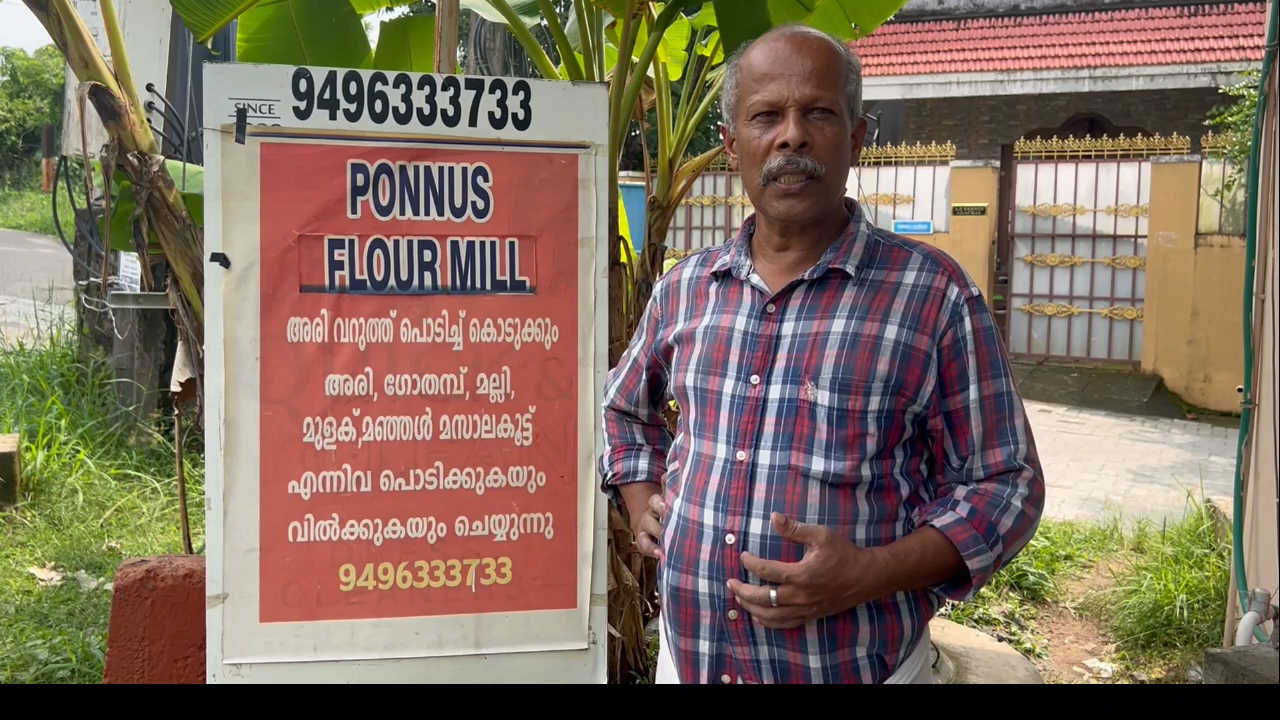 9496333733
SINCE
PONNUS
FLOUR MILL
അരി വറുത്ത് പൊടിച്ച് കൊടുക്കും
അരി, ഗോതമ്പ്, മല്ലി,
മുളക്,മഞ്ഞൾ മസാലകൂട്ട്
എന്നിവ പൊടിക്കുകയും
വിൽക്കുകയും ചെയ്യുന്നു
9496333733